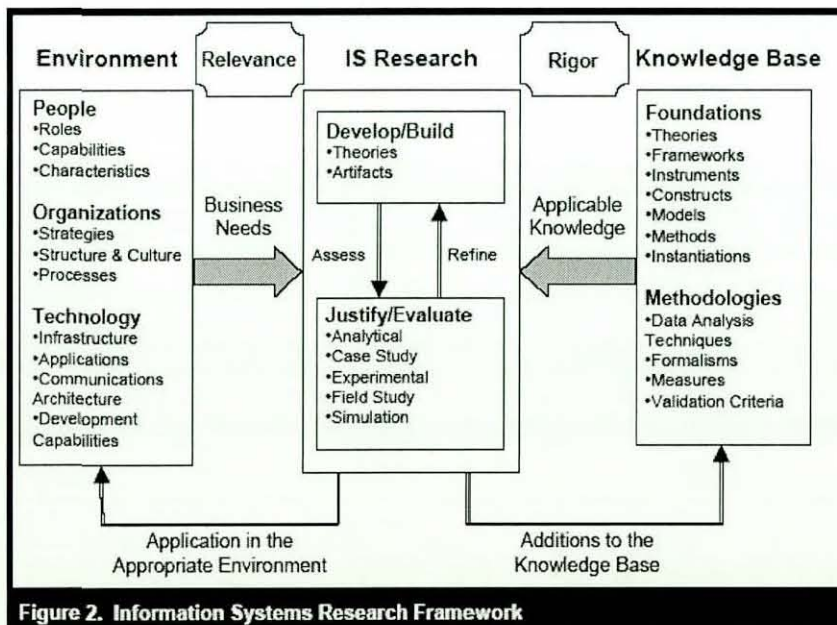 Environment
Relevance
IS Research
Rigor
Knowledge Base
People
•Roles
•Capabilities
•Characteristics
Organizations
•Strategies
•Structure & Culture
•Processes
Technology
•Infrastructure
•Applications
•Communications
Architecture
•Development
Capabilities
Business
Needs
Develop/Build
•Theories
•Artifacts
Assess
Refine
Justify/Evaluate
•Analytical
•Case Study
•Experimental
•Field Study
•Simulation
Applicable
Knowledge
Foundations
•Theories
•Frameworks
•Instruments
•Constructs
•Models
•Methods
•Instantiations
Methodologies
•Data Analysis
Techniques
•Formalisms
•Measures
•Validation Criteria
Application in the
Appropriate Environment
Additions to the
Knowledge Base
Figure 2. Information Systems Research Framework